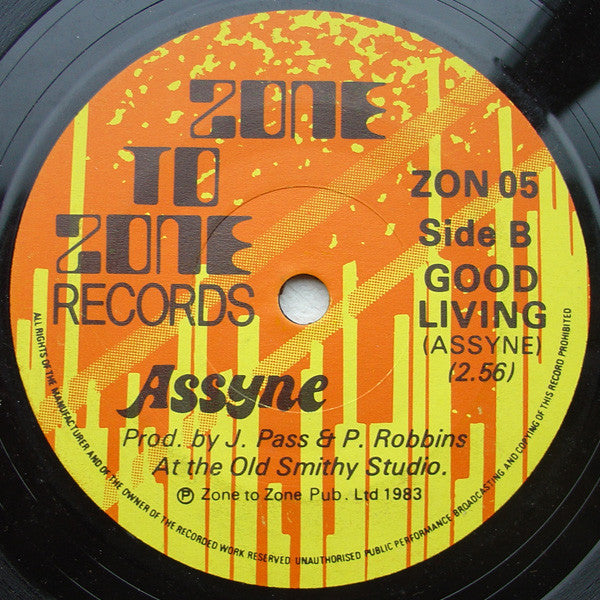 ZONE
TO
ZONE
RECORDS
ZON 05
Side B
GOOD
LIVING
(ASSYNE)
(2.56)
Assyne
Prod. by J. Pass & P. Robbins
At the Old Smithy Studio.
℗ Zone to Zone Pub. Ltd 1983
ALL RIGHTS OF THE MANUFACTURER AND OF THE OWNER OF THE RECORDED WORK RESERVED UNAUTHORISED PUBLIC PERFORMANCE BROADCASTING AND COPYING OF THIS RECORD PROHIBITED